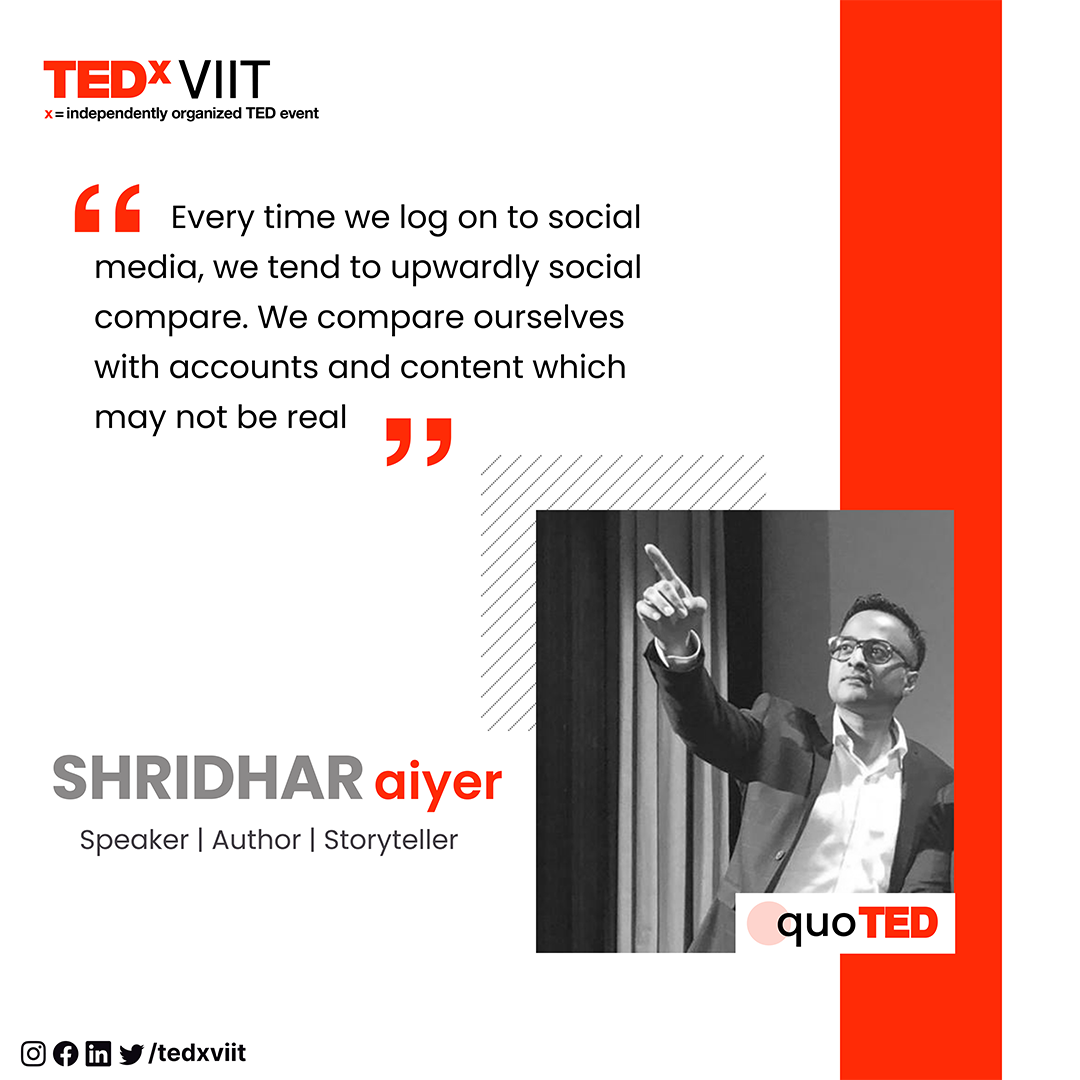 TEDx VIIT
x = independently organized TED event
“ Every time we log on to social
media, we tend to upwardly social
compare. We compare ourselves
with accounts and content which
may not be real ”
SHRIDHAR aiyer
Speaker | Author | Storyteller
quoTED
/tedxviit